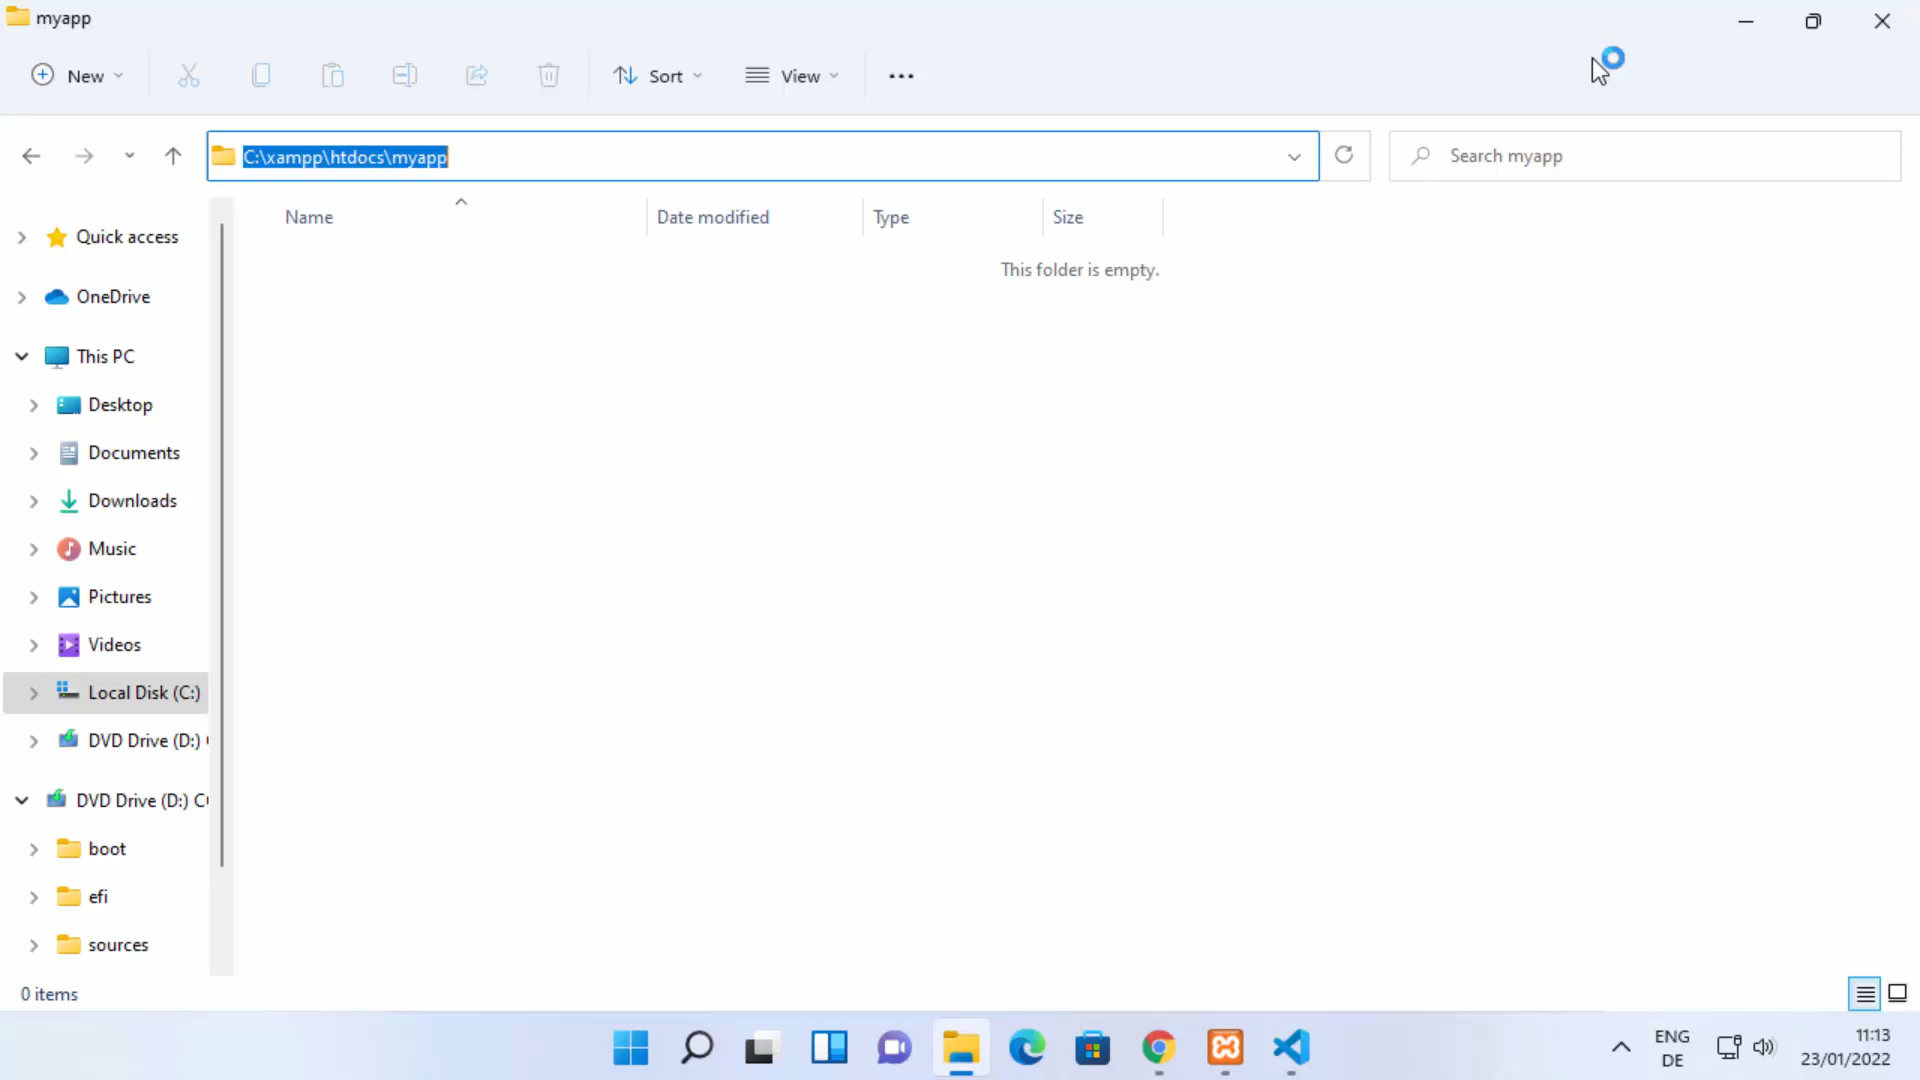 myapp
New
Sort
View
C:\xampp\htdocs\myapp
Search myapp
Name
Date modified
Type
Size
This folder is empty.
Quick access
OneDrive
This PC
Desktop
Documents
Downloads
Music
Pictures
Videos
Local Disk (C:)
DVD Drive (D:)
DVD Drive (D:) C
boot
efi
sources
0 items
ENG
DE
11:13
23/01/2022